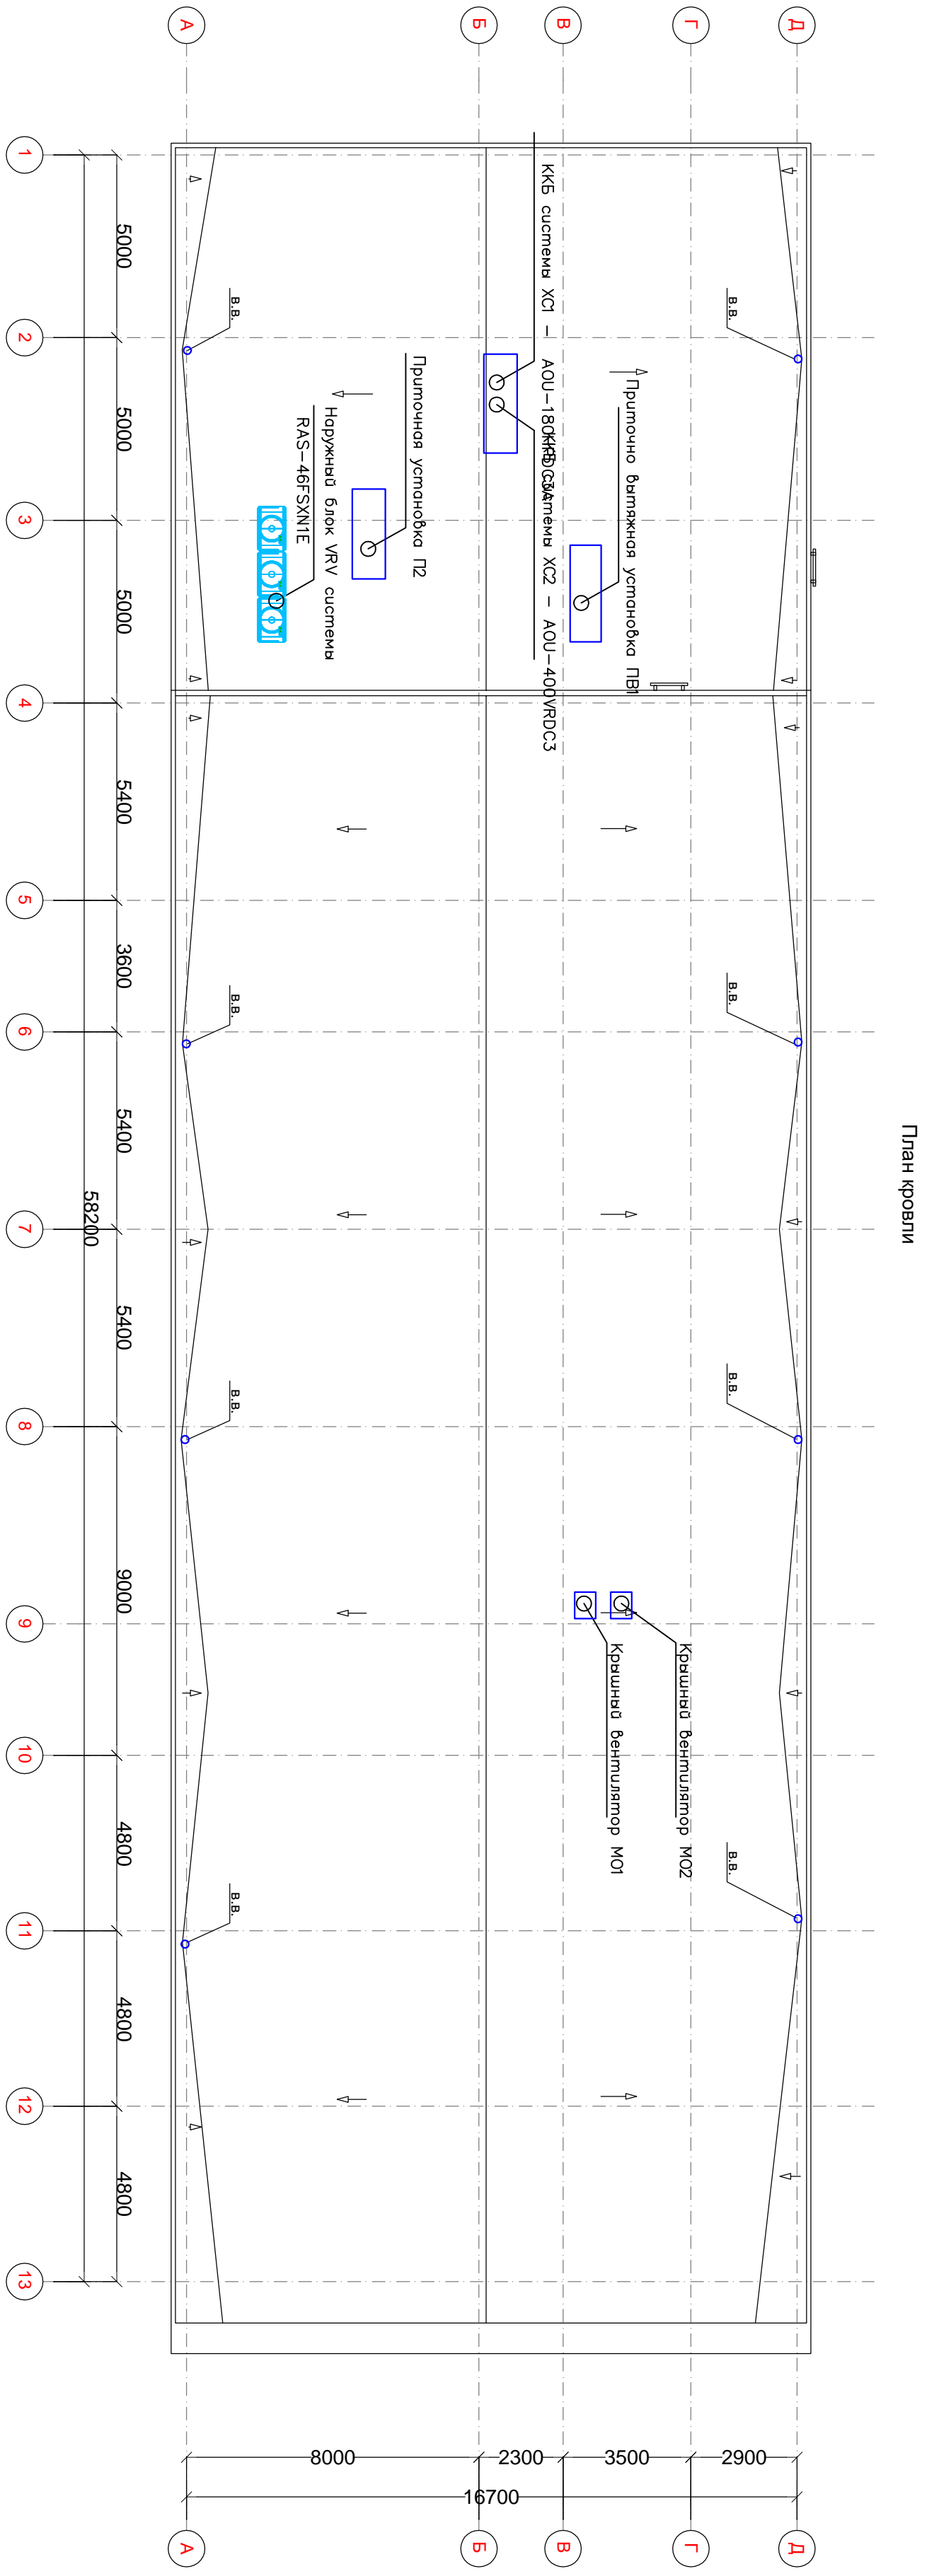 План кровли
А
Б
В
Г
Д
1
2
3
4
5
6
7
8
9
10
11
12
13
5000
5000
5000
5400
3600
5400
5400
9000
4800
4800
4800
58200
в.в.
в.в.
в.в.
в.в.
в.в.
в.в.
в.в.
в.в.
ККБ системы ХС1 – AOU–180HRDC3A
ККБ системы ХС2 – AOU–400VRDC3
Приточно вытяжная установка ПВ1
Приточная установка П2
Наружный блок VRV системы
RAS–46FSXN1E
Крышный вентилятор МО2
Крышный вентилятор МО1
8000
2300
3500
2900
16700
А
Б
В
Г
Д